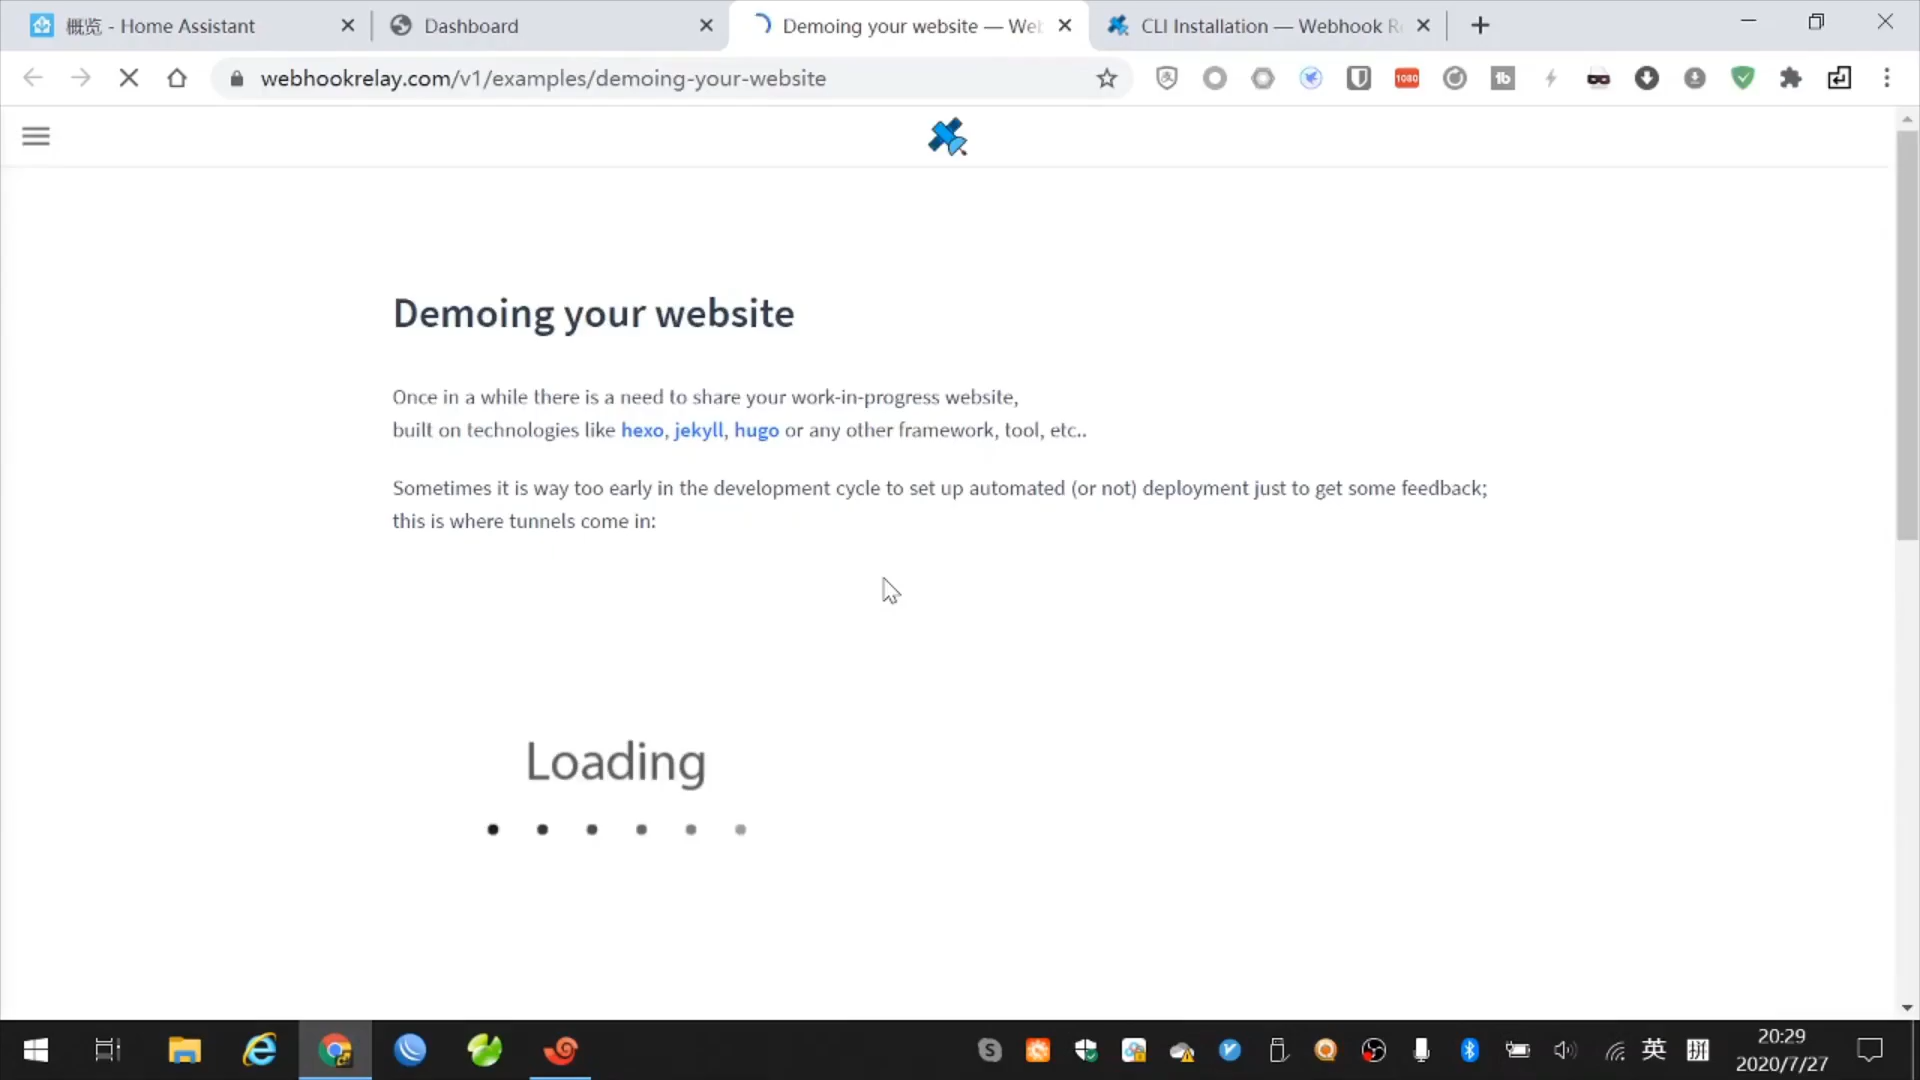 概览 - Home Assistant
Dashboard
Demoing your website — Wel
CLI Installation — Webhook R
webhookrelay.com/v1/examples/demoing-your-website
1080
tb
Demoing your website
Once in a while there is a need to share your work-in-progress website,
built on technologies like hexo, jekyll, hugo or any other framework, tool, etc..
Sometimes it is way too early in the development cycle to set up automated (or not) deployment just to get some feedback;
this is where tunnels come in:
Loading
英
拼
20:29
2020/7/27